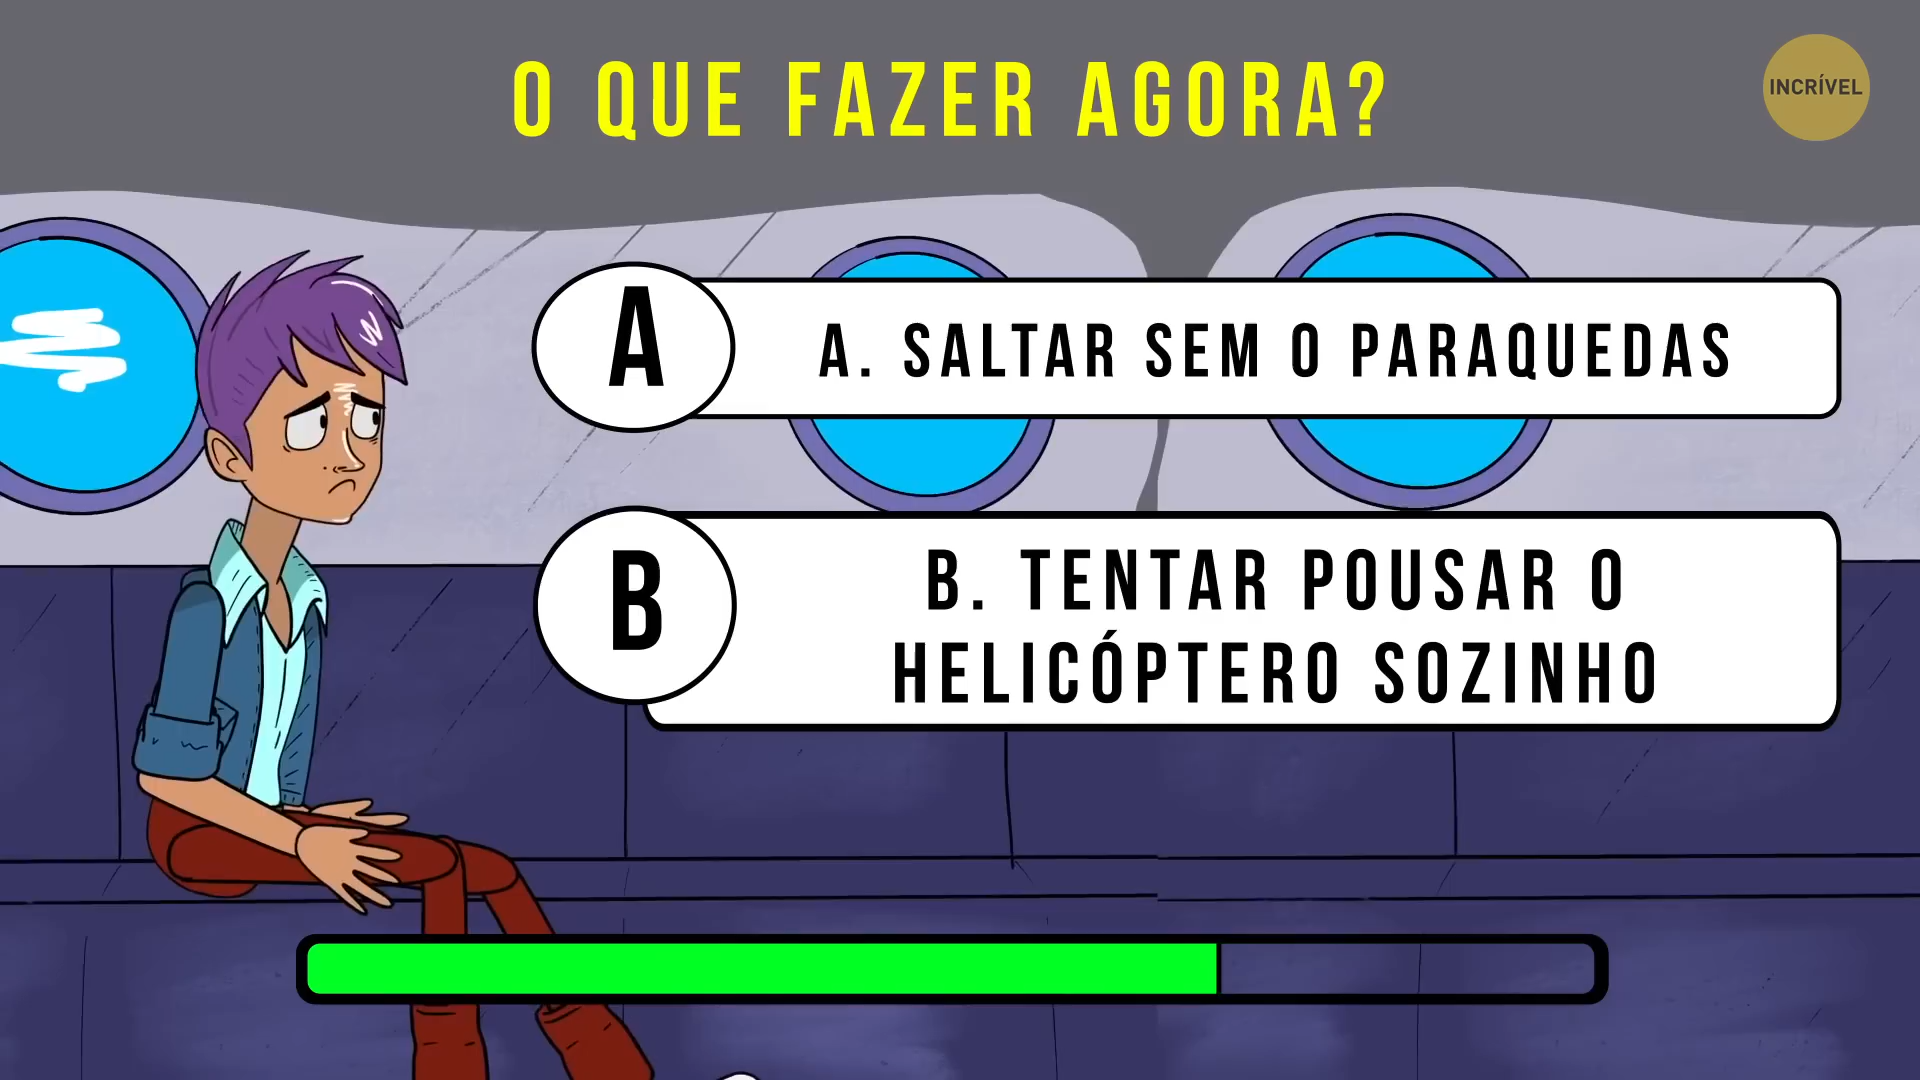 O QUE FAZER AGORA?
INCRÍVEL
A
A. SALTAR SEM O PARAQUEDAS
B
B. TENTAR POUSAR O
HELICÓPTERO SOZINHO